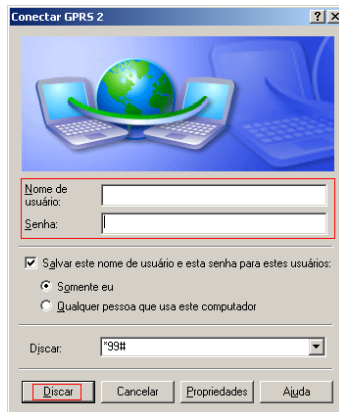 Conectar GPRS 2
Nome de
usuário:
Senha:
Salvar este nome de usuário e esta senha para estes usuários:
Somente eu
Qualquer pessoa que usa este computador
Discar: *99#
Discar Cancelar Propriedades Ajuda